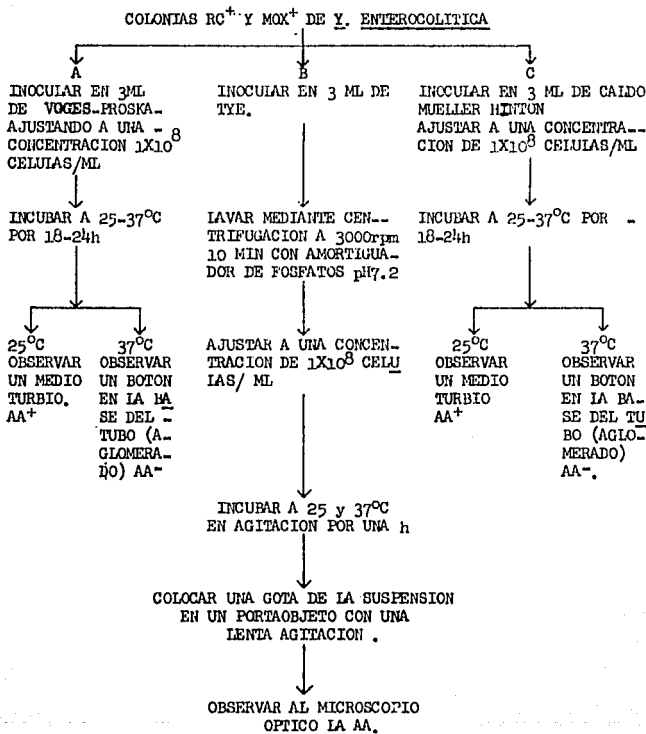 COLONIAS RC+ Y MOX+ DE Y. ENTEROCOLITICA
A
INOCULAR EN 3ML
DE VOGES-PROSKA-
AJUSTANDO A UNA -
CONCENTRACION 1X10^8
CELULAS/ML
INCUBAR A 25-37°C
POR 18-24h
25°C
OBSERVAR
UN MEDIO
TURBIO.
AA+
37°C
OBSERVAR
UN BOTON
EN LA BA
SE DEL -
TUBO (A-
GLOMERA-
DO) AA-
B
INOCULAR EN 3 ML DE
TYE.
LAVAR MEDIANTE CEN--
TRIFUGACION A 3000rpm
10 MIN CON AMORTIGUA-
DOR DE FOSFATOS pH7.2
AJUSTAR A UNA CONCEN-
TRACION DE 1X10^8 CELU
LAS/ ML
INCUBAR A 25 y 37°C
EN AGITACION POR UNA h
COLOCAR UNA GOTA DE LA SUSPENSION
EN UN PORTAOBJETO CON UNA
LENTA AGITACION .
OBSERVAR AL MICROSCOPIO
OPTICO LA AA.
C
INOCULAR EN 3 ML DE CALDO
MUELLER HINTON
AJUSTAR A UNA CONCENTRA--
CION DE 1X10^8 CELULAS/ML
INCUBAR A 25-37°C POR -
18-24h
25°C
OBSERVAR
UN MEDIO
TURBIO
AA+
37°C
OBSERVAR
UN BOTON
EN LA BA-
SE DEL TU
BO (AGLO-
MERADO)
AA-.